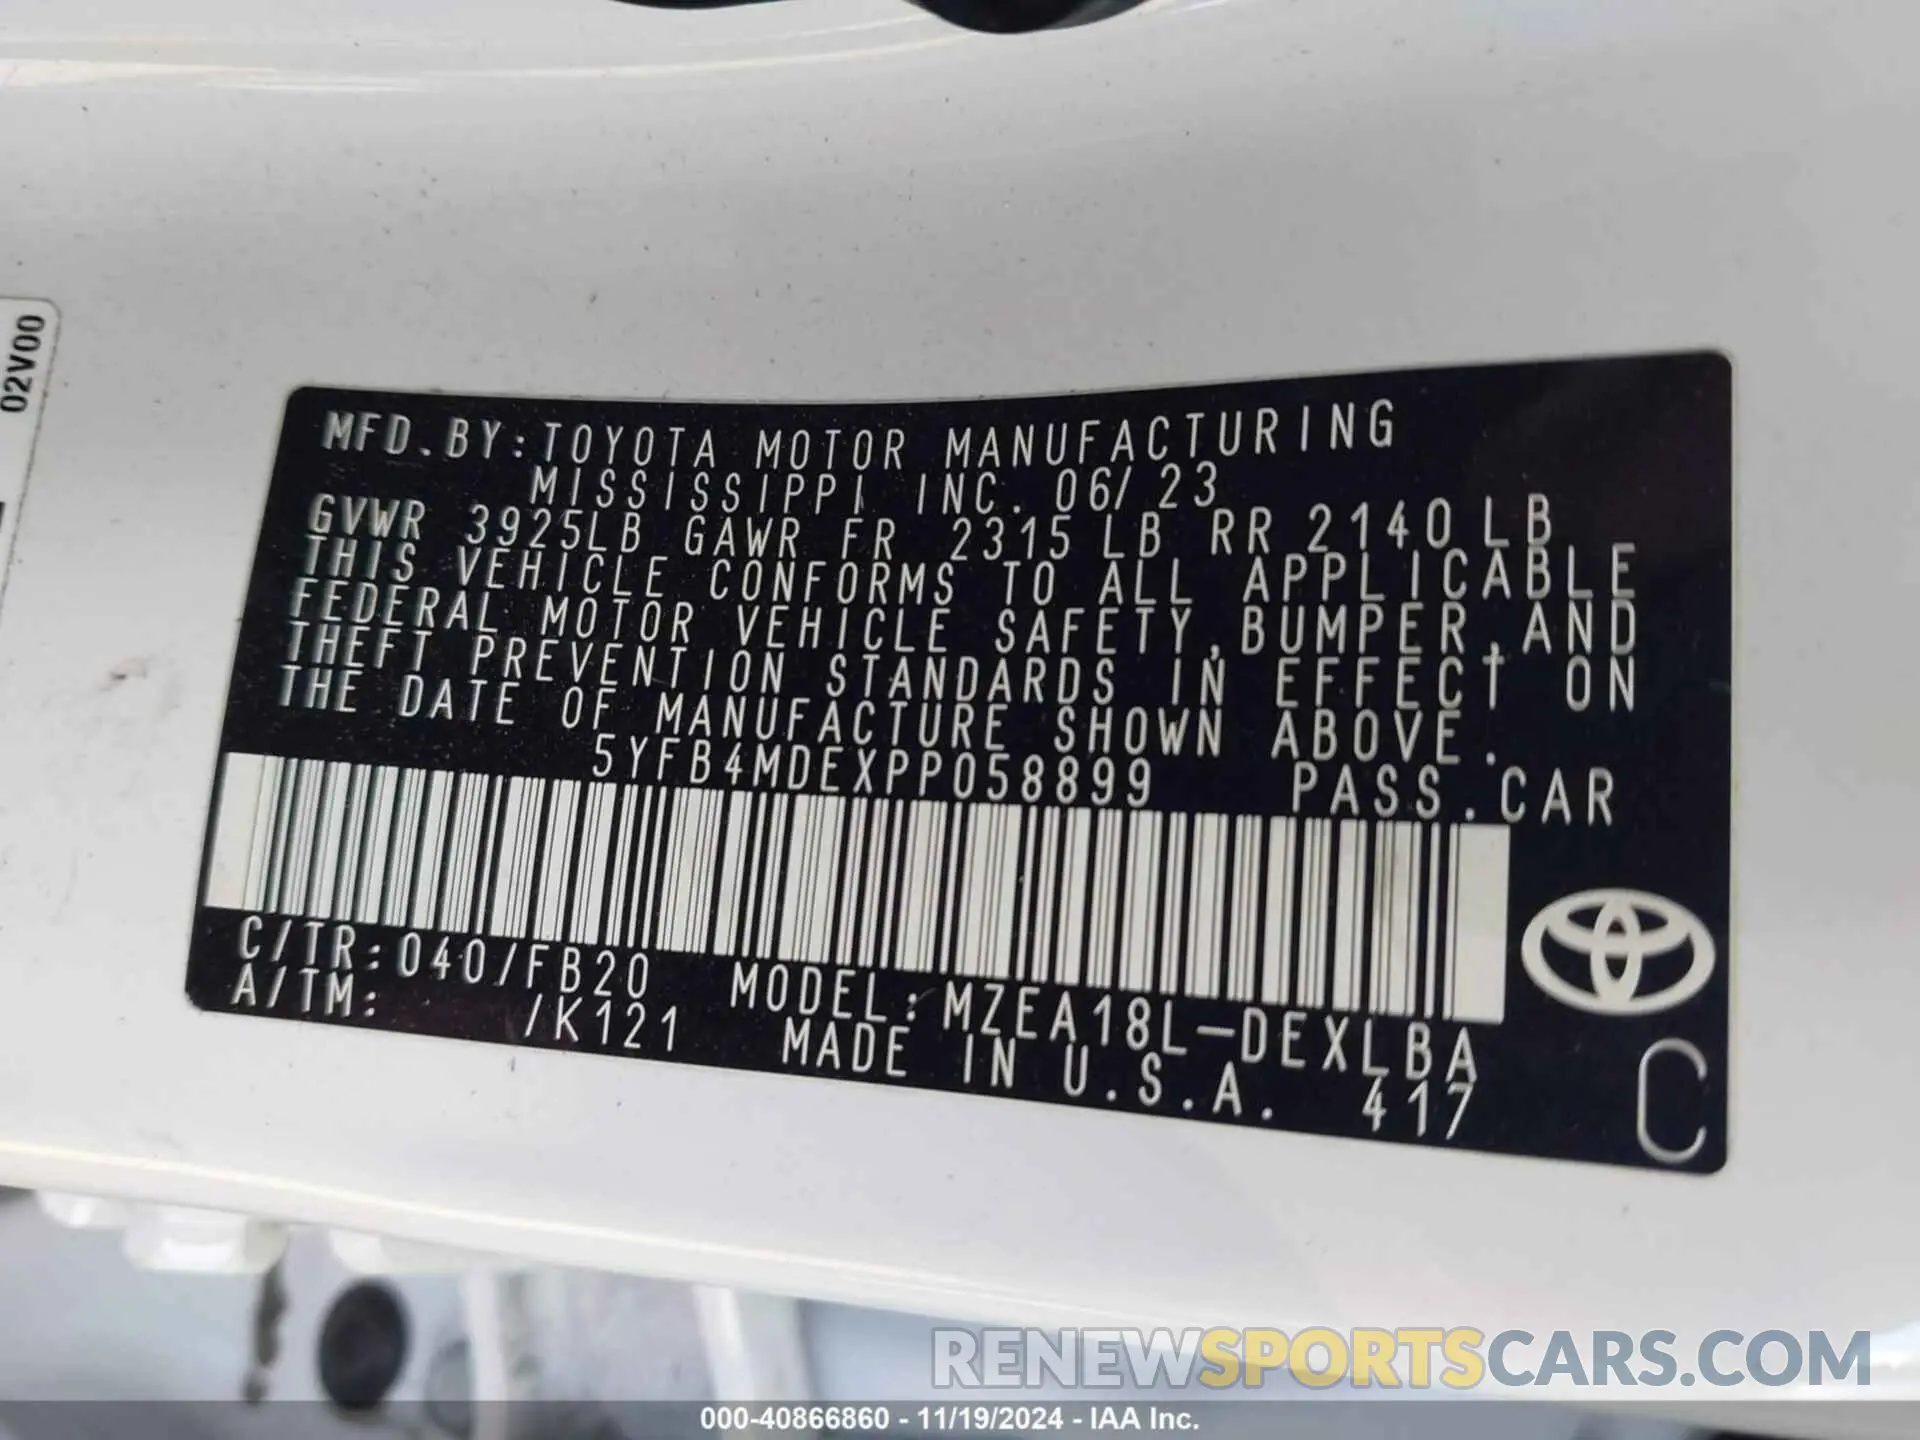 02V00
MFD.BY:TOYOTA MOTOR MANUFACTURING
MISSISSIPPI INC. 06/23
GVWR 3925LB GAWR FR 2315LB RR 2140LB
THIS VEHICLE CONFORMS TO ALL APPLICABLE
FEDERAL MOTOR VEHICLE SAFETY,BUMPER,AND
THEFT PREVENTION STANDARDS IN EFFECT ON
THE DATE OF MANUFACTURE SHOWN ABOVE.
5YFB4MDEXPP058899 PASS.CAR
C/TR:040/FB20 MODEL:MZEA18L-DEXLBA
A/TM: /K121 MADE IN U.S.A. 417
C
RENEWSPORTSCARS.COM
000-40866860 - 11/19/2024 - IAA Inc.